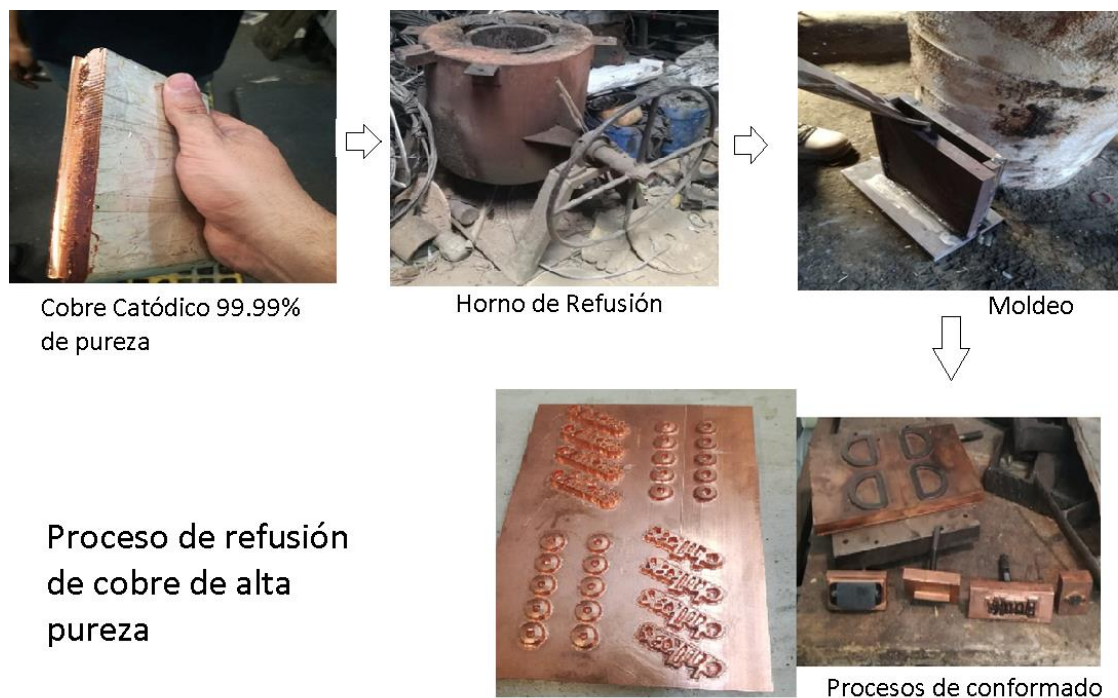 Cobre Catódico 99.99%
de pureza
Horno de Refusión
Moldeo
Proceso de refusión
de cobre de alta
pureza
Procesos de conformado